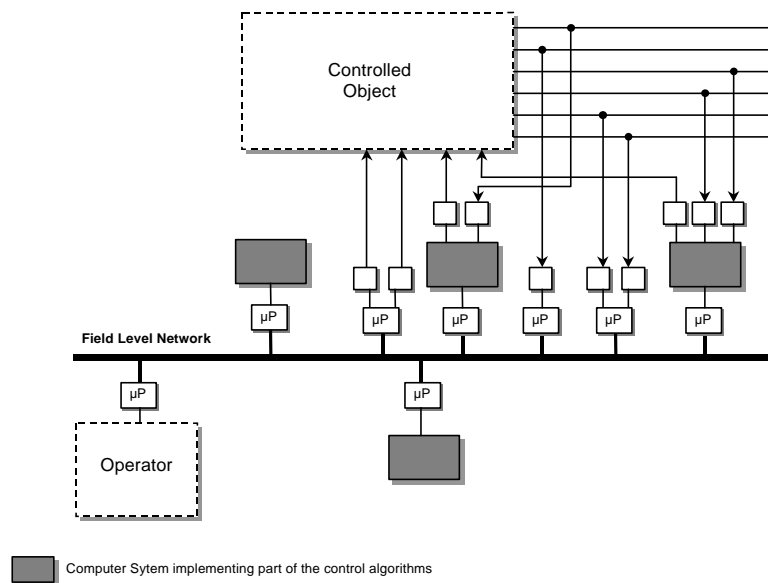 Controlled
Object
µP
µP
µP
µP
µP
µP
Field Level Network
µP
µP
Operator
Computer Sytem implementing part of the control algorithms